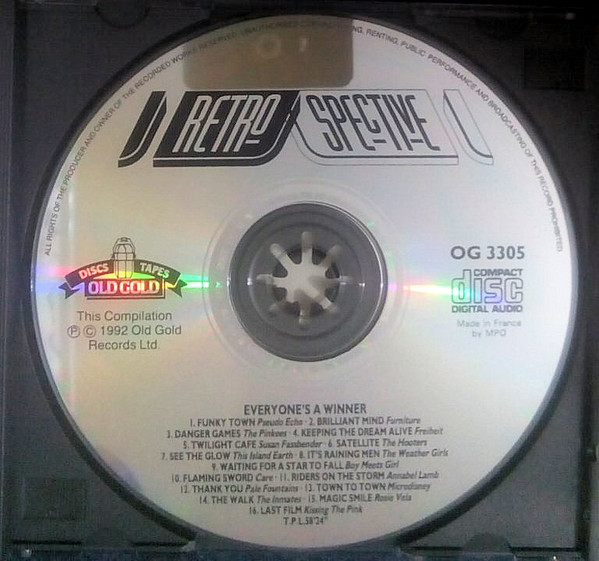 ALL RIGHTS OF THE PRODUCER AND OWNER OF THE RECORDED WORKS RESERVED. UNAUTHORISED COPYING, RENTING, PUBLIC PERFORMANCE AND BROADCASTING OF THIS RECORD PROHIBITED
RETRO SPECTIVE
DISCS TAPES
OLD GOLD
This Compilation
Ⓟ © 1992 Old Gold
Records Ltd.
OG 3305
COMPACT
disc
DIGITAL AUDIO
Made in France
by MPO
EVERYONE'S A WINNER
1. FUNKY TOWN Pseudo Echo · 2. BRILLIANT MIND Furniture
3. DANGER GAMES The Pinkees · 4. KEEPING THE DREAM ALIVE Freiheit
5. TWILIGHT CAFE Susan Fassbender · 6. SATELLITE The Hooters
7. SEE THE GLOW This Island Earth · 8. IT'S RAINING MEN The Weather Girls
9. WAITING FOR A STAR TO FALL Boy Meets Girl
10. FLAMING SWORD Care · 11. RIDERS ON THE STORM Annabel Lamb
12. THANK YOU Pale Fountains · 13. TOWN TO TOWN Microdisney
14. THE WALK The Inmates · 15. MAGIC SMILE Rosie Vela
16. LAST FILM Kissing The Pink
T.P.L.58'24"